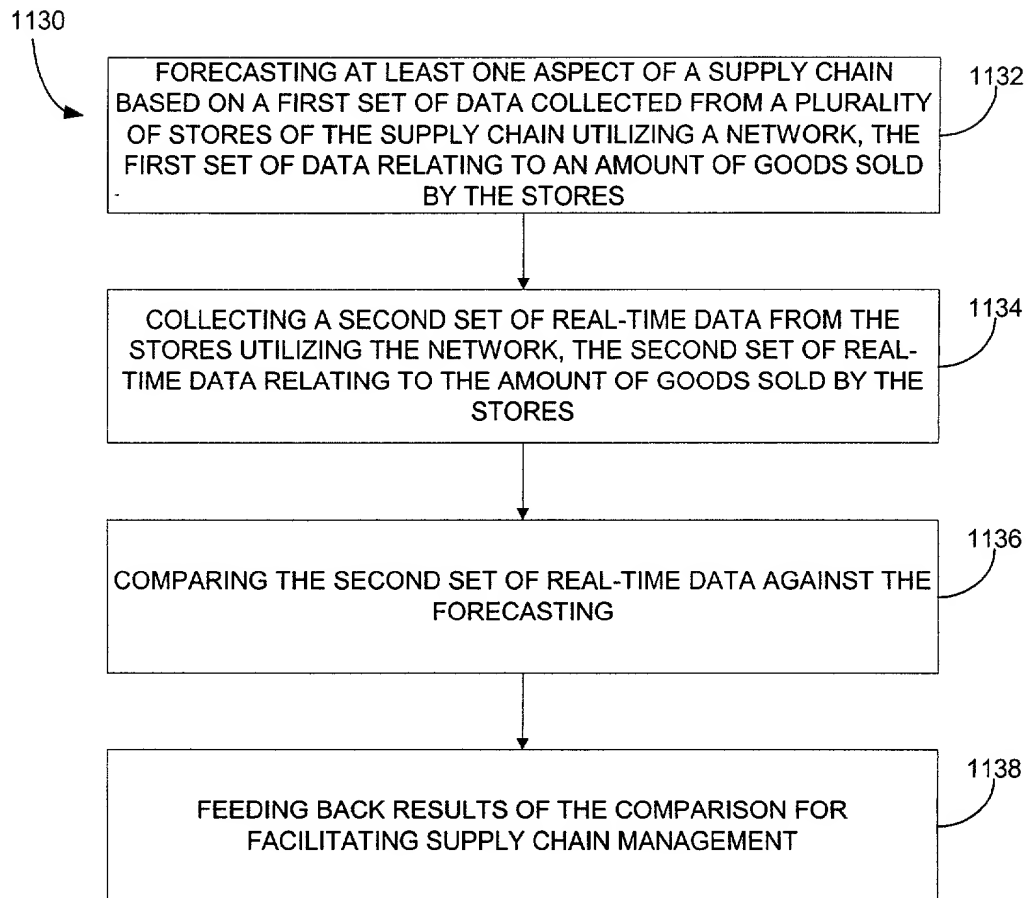 1130
FORECASTING AT LEAST ONE ASPECT OF A SUPPLY CHAIN
BASED ON A FIRST SET OF DATA COLLECTED FROM A PLURALITY
OF STORES OF THE SUPPLY CHAIN UTILIZING A NETWORK, THE
FIRST SET OF DATA RELATING TO AN AMOUNT OF GOODS SOLD
BY THE STORES
1132
COLLECTING A SECOND SET OF REAL-TIME DATA FROM THE
STORES UTILIZING THE NETWORK, THE SECOND SET OF REAL-
TIME DATA RELATING TO THE AMOUNT OF GOODS SOLD BY THE
STORES
1134
COMPARING THE SECOND SET OF REAL-TIME DATA AGAINST THE
FORECASTING
1136
FEEDING BACK RESULTS OF THE COMPARISON FOR
FACILITATING SUPPLY CHAIN MANAGEMENT
1138